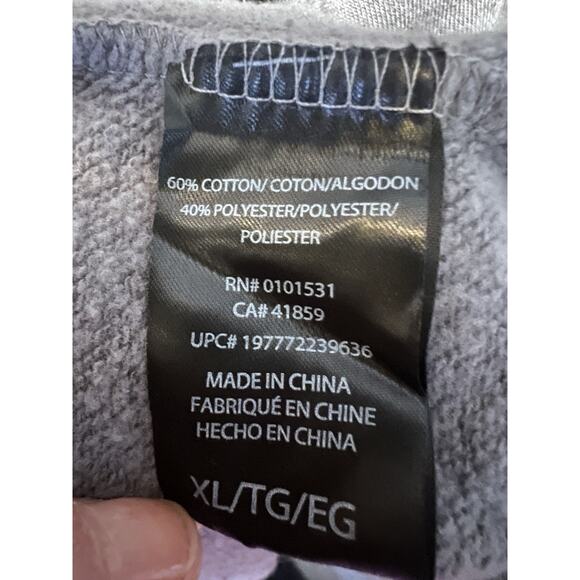 60% COTTON/ COTON/ALGODON
40% POLYESTER/POLYESTER/
POLIESTER
RN# 0101531
CA# 41859
UPC# 197772239636
MADE IN CHINA
FABRIQUÉ EN CHINE
HECHO EN CHINA
XL/TG/EG